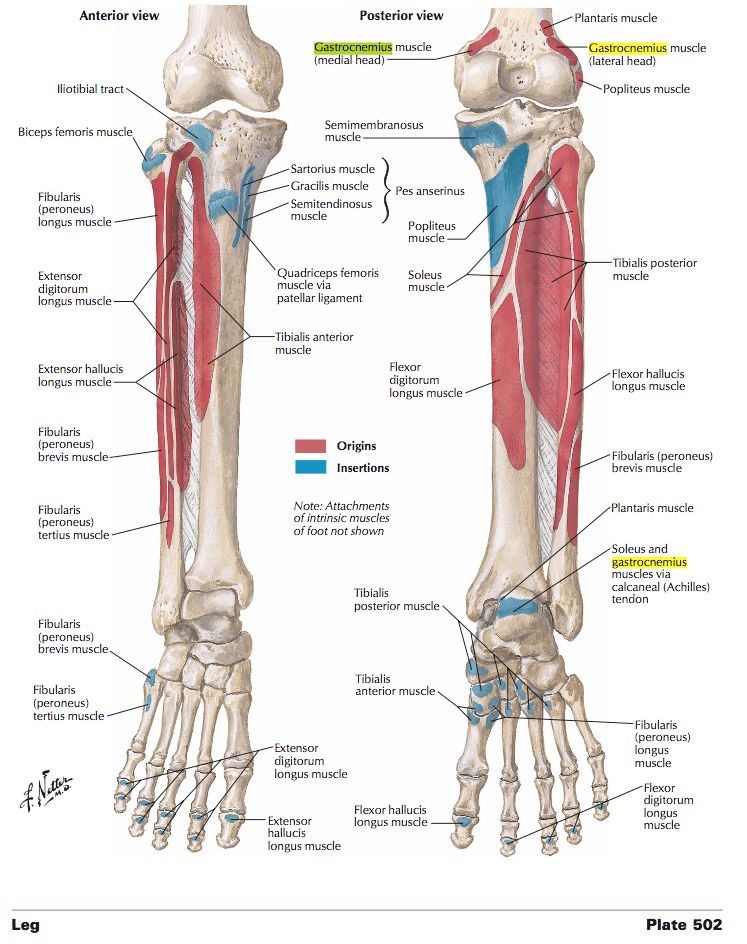 Anterior view
Posterior view
Plantaris muscle
Gastrocnemius muscle
(medial head)
Gastrocnemius muscle
(lateral head)
Iliotibial tract
Popliteus muscle
Biceps femoris muscle
Semimembranosus
muscle
Sartorius muscle
Gracilis muscle
Semitendinosus
muscle
Pes anserinus
Fibularis
(peroneus)
longus muscle
Popliteus
muscle
Extensor
digitorum
longus muscle
Quadriceps femoris
muscle via
patellar ligament
Soleus
muscle
Tibialis posterior
muscle
Tibialis anterior
muscle
Extensor hallucis
longus muscle
Flexor
digitorum
longus muscle
Flexor hallucis
longus muscle
Fibularis
(peroneus)
brevis muscle
Origins
Insertions
Fibularis (peroneus)
brevis muscle
Note: Attachments
of intrinsic muscles
of foot not shown
Fibularis
(peroneus)
tertius muscle
Plantaris muscle
Soleus and
gastrocnemius
muscles via
calcaneal (Achilles)
tendon
Tibialis
posterior muscle
Fibularis
(peroneus)
brevis muscle
Tibialis
anterior muscle
Fibularis
(peroneus)
tertius muscle
Fibularis
(peroneus)
longus
muscle
Extensor
digitorum
longus muscle
F. Netter
M.D.
Flexor
digitorum
longus
muscle
Flexor hallucis
longus muscle
Extensor
hallucis
longus muscle
Leg
Plate 502